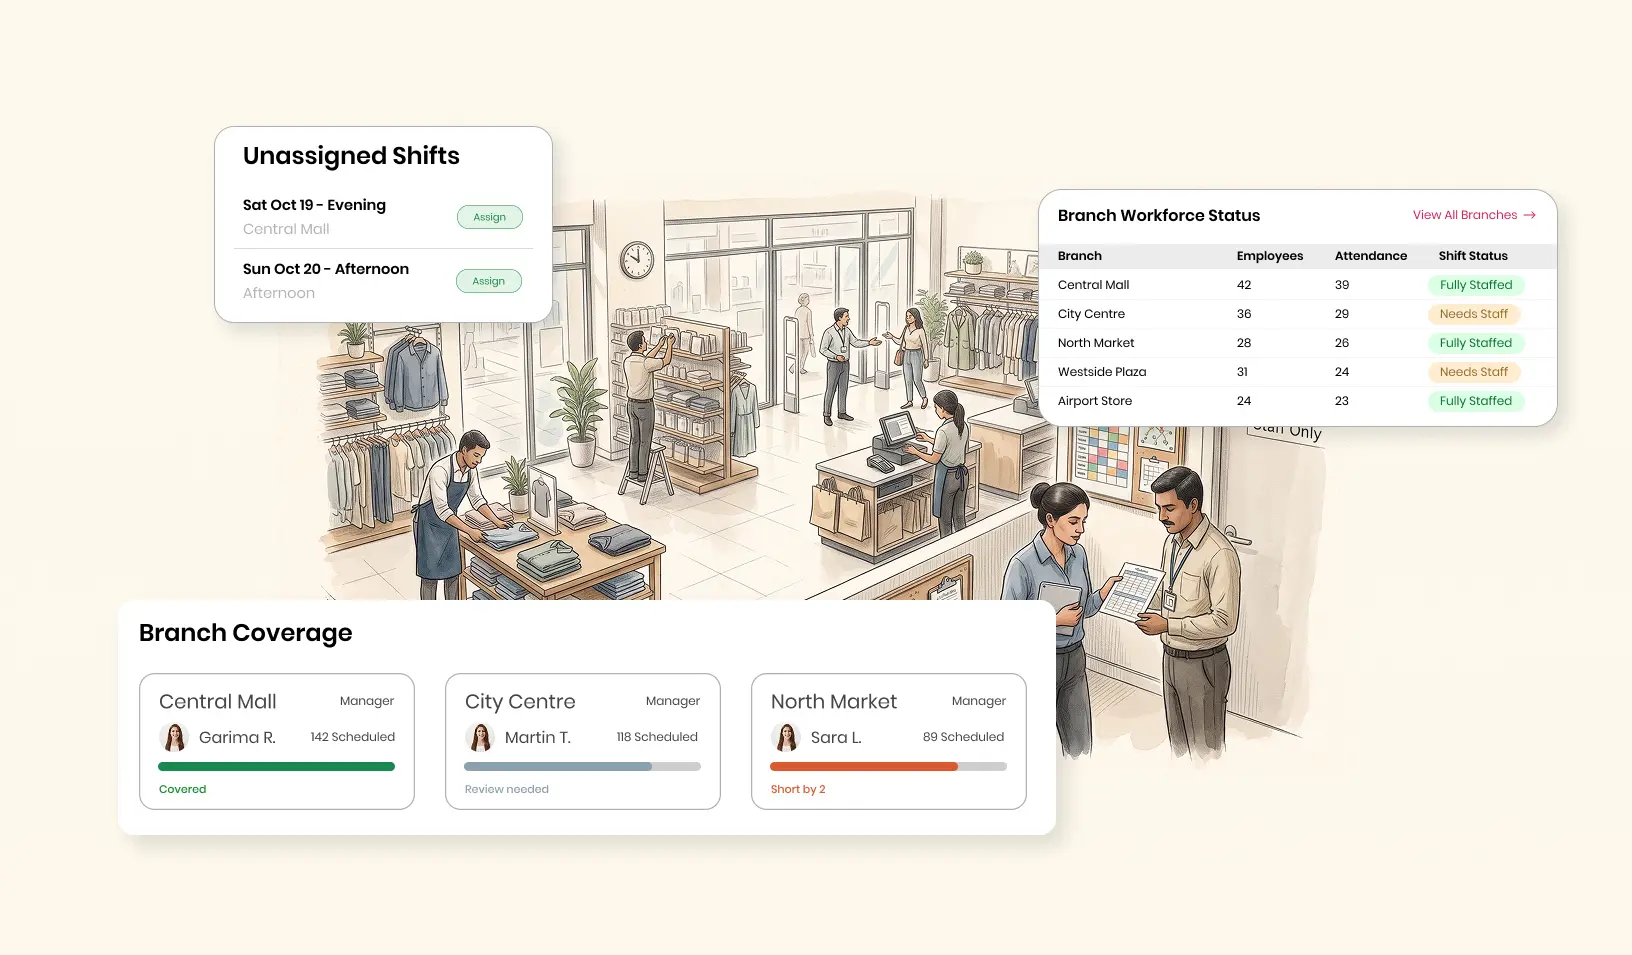 Unassigned Shifts
Sat Oct 19 - Evening
Assign
Central Mall
Sun Oct 20 - Afternoon
Assign
Afternoon
Branch Workforce Status
View All Branches →
Branch Employees Attendance Shift Status
Central Mall 42 39 Fully Staffed
City Centre 36 29 Needs Staff
North Market 28 26 Fully Staffed
Westside Plaza 31 24 Needs Staff
Airport Store 24 23 Fully Staffed
Staff Only
Branch Coverage
Central Mall Manager
Garima R. 142 Scheduled
Covered
City Centre Manager
Martin T. 118 Scheduled
Review needed
North Market Manager
Sara L. 89 Scheduled
Short by 2